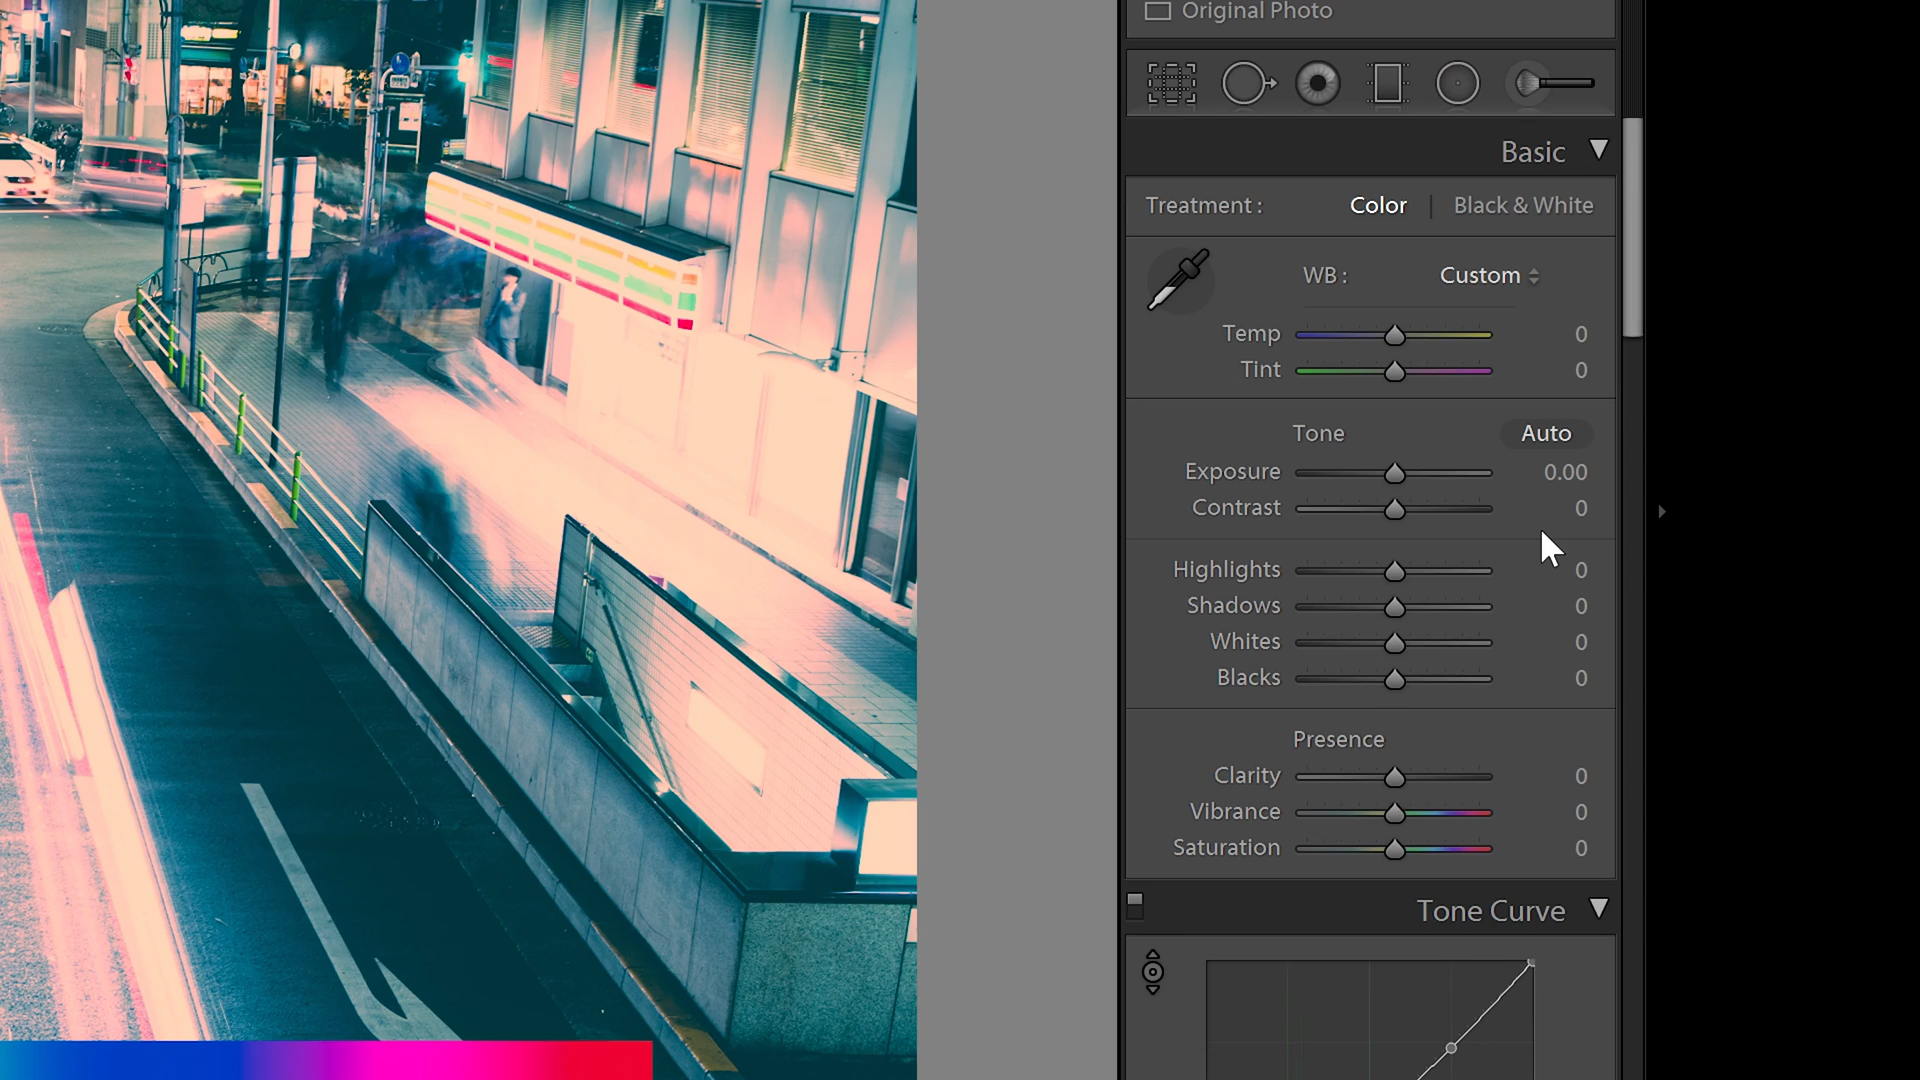 Original Photo
Basic
Treatment : Color Black & White
WB : Custom
Temp 0
Tint 0
Tone Auto
Exposure 0.00
Contrast 0
Highlights 0
Shadows 0
Whites 0
Blacks 0
Presence
Clarity 0
Vibrance 0
Saturation 0
Tone Curve